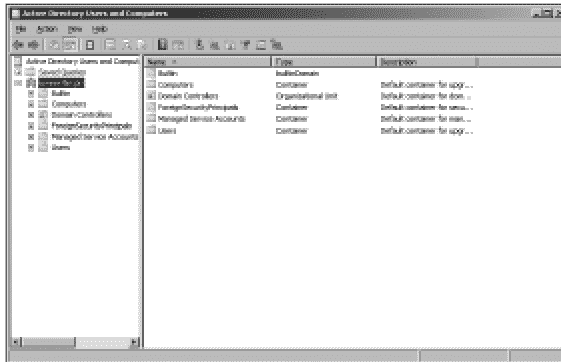 Active Directory Users and Computers
File Action View Help
Active Directory Users and Comput
Saved Queries
Builtin
Computers
Domain Controllers
ForeignSecurityPrincipals
Managed Service Accounts
Users
Name Type Description
Builtin builtinDomain
Computers Container Default container for upgr...
Domain Controllers Organizational Unit Default container for dom...
ForeignSecurityPrincipals Container Default container for secu...
Managed Service Accounts Container Default container for man...
Users Container Default container for upgr...